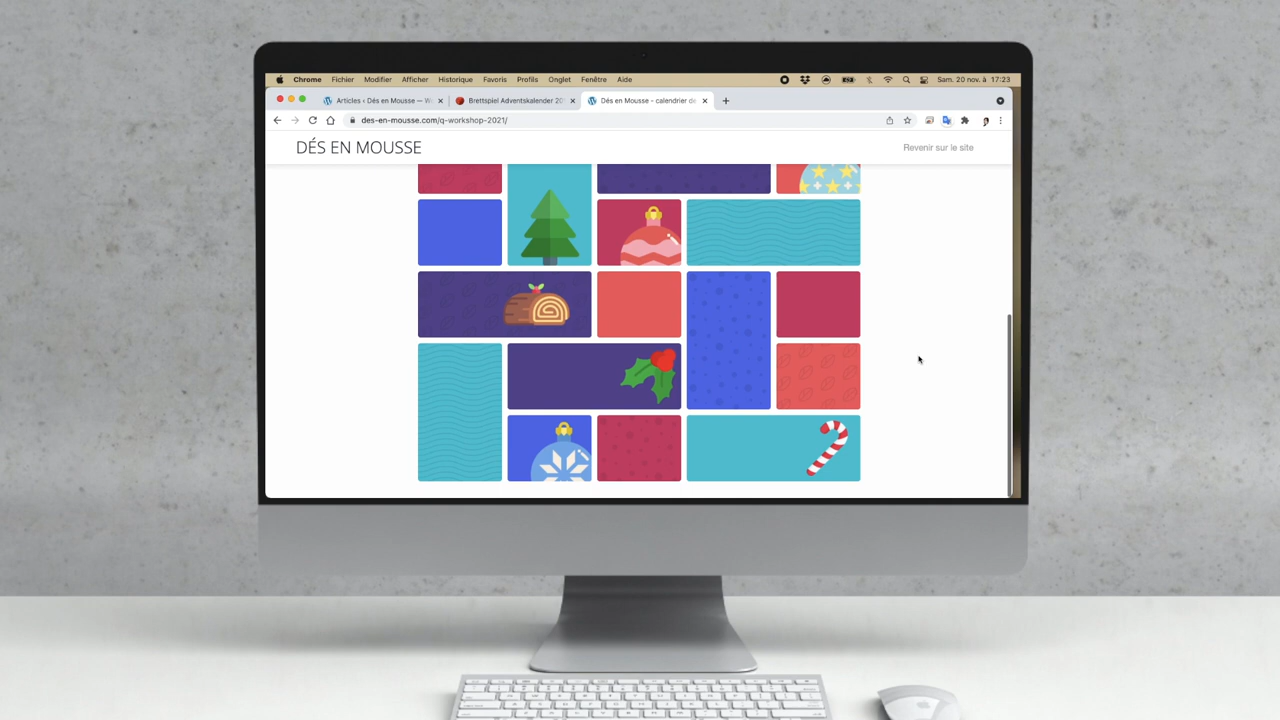 Chrome Fichier Modifier Afficher Historique Favoris Profils Onglet Fenêtre Aide Sam. 20 nov. à 17:23
Articles ‹ Dés en Mousse — W Brettspiel Adventskalender 20 Dés en Mousse - calendrier de
des-en-mousse.com/q-workshop-2021/
DÉS EN MOUSSE Revenir sur le site